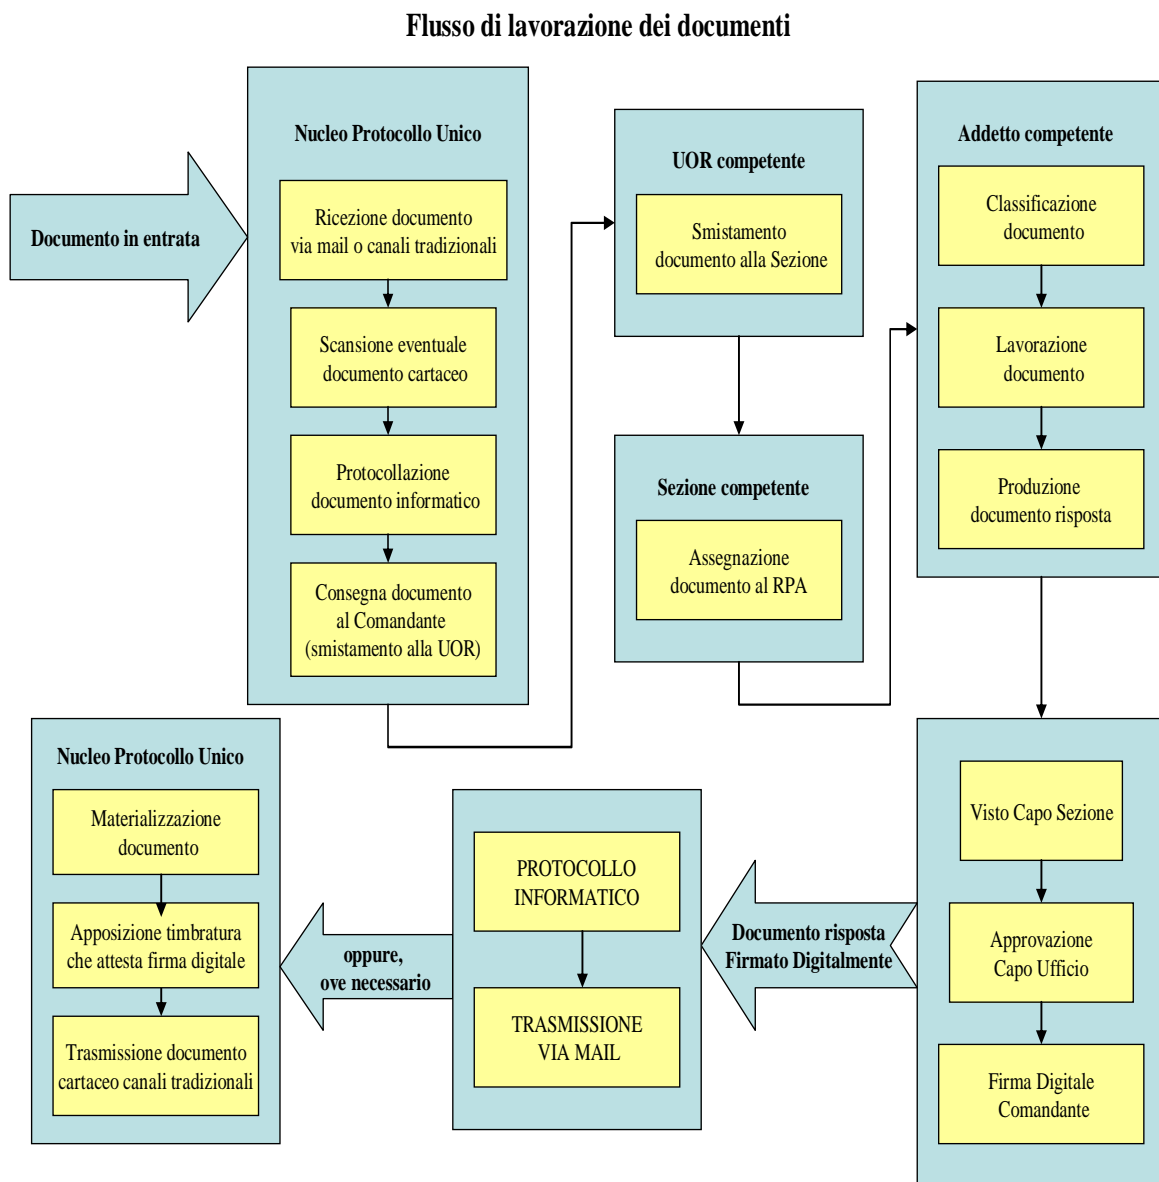 Flusso di lavorazione dei documenti
Documento in entrata
Nucleo Protocollo Unico
Ricezione documento
via mail o canali tradizionali
Scansione eventuale
documento cartaceo
Protocollazione
documento informatico
Consegna documento
al Comandante
(smistamento alla UOR)
UOR competente
Smistamento
documento alla Sezione
Sezione competente
Assegnazione
documento al RPA
Addetto competente
Classificazione
documento
Lavorazione
documento
Produzione
documento risposta
Visto Capo Sezione
Approvazione
Capo Ufficio
Firma Digitale
Comandante
Documento risposta
Firmato Digitalmente
PROTOCOLLO
INFORMATICO
TRASMISSIONE
VIA MAIL
oppure,
ove necessario
Nucleo Protocollo Unico
Materializzazione
documento
Apposizione timbratura
che attesta firma digitale
Trasmissione documento
cartaceo canali tradizionali